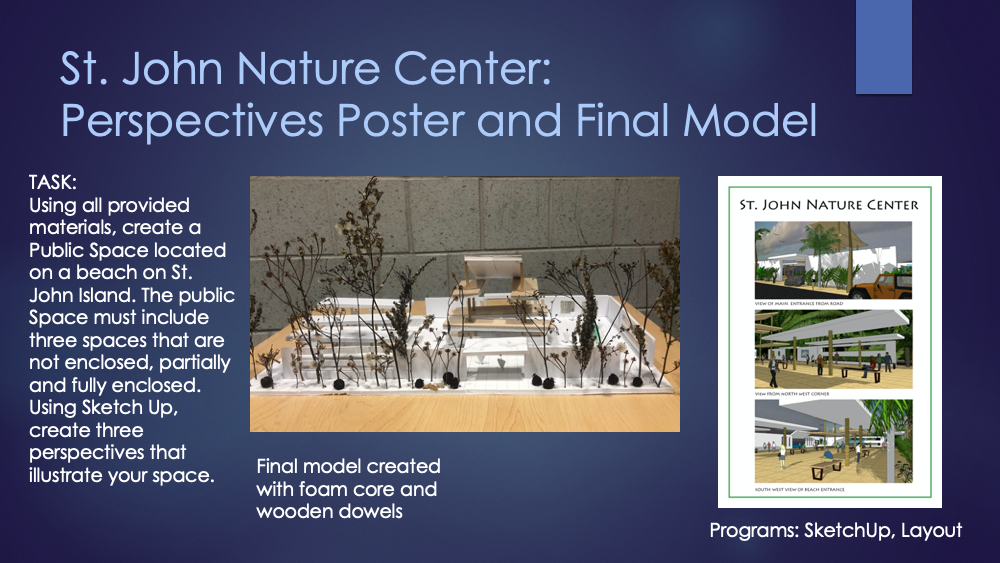 St. John Nature Center:
Perspectives Poster and Final Model
TASK:
Using all provided
materials, create a
Public Space located
on a beach on St.
John Island. The public
Space must include
three spaces that are
not enclosed, partially
and fully enclosed.
Using Sketch Up,
create three
perspectives that
illustrate your space.
Final model created
with foam core and
wooden dowels
ST. JOHN NATURE CENTER
VIEW OF MAIN ENTRANCE FROM ROAD
VIEW FROM NORTH WEST CORNER
SOUTH WEST VIEW OF BEACH ENTRANCE
Programs: SketchUp, Layout